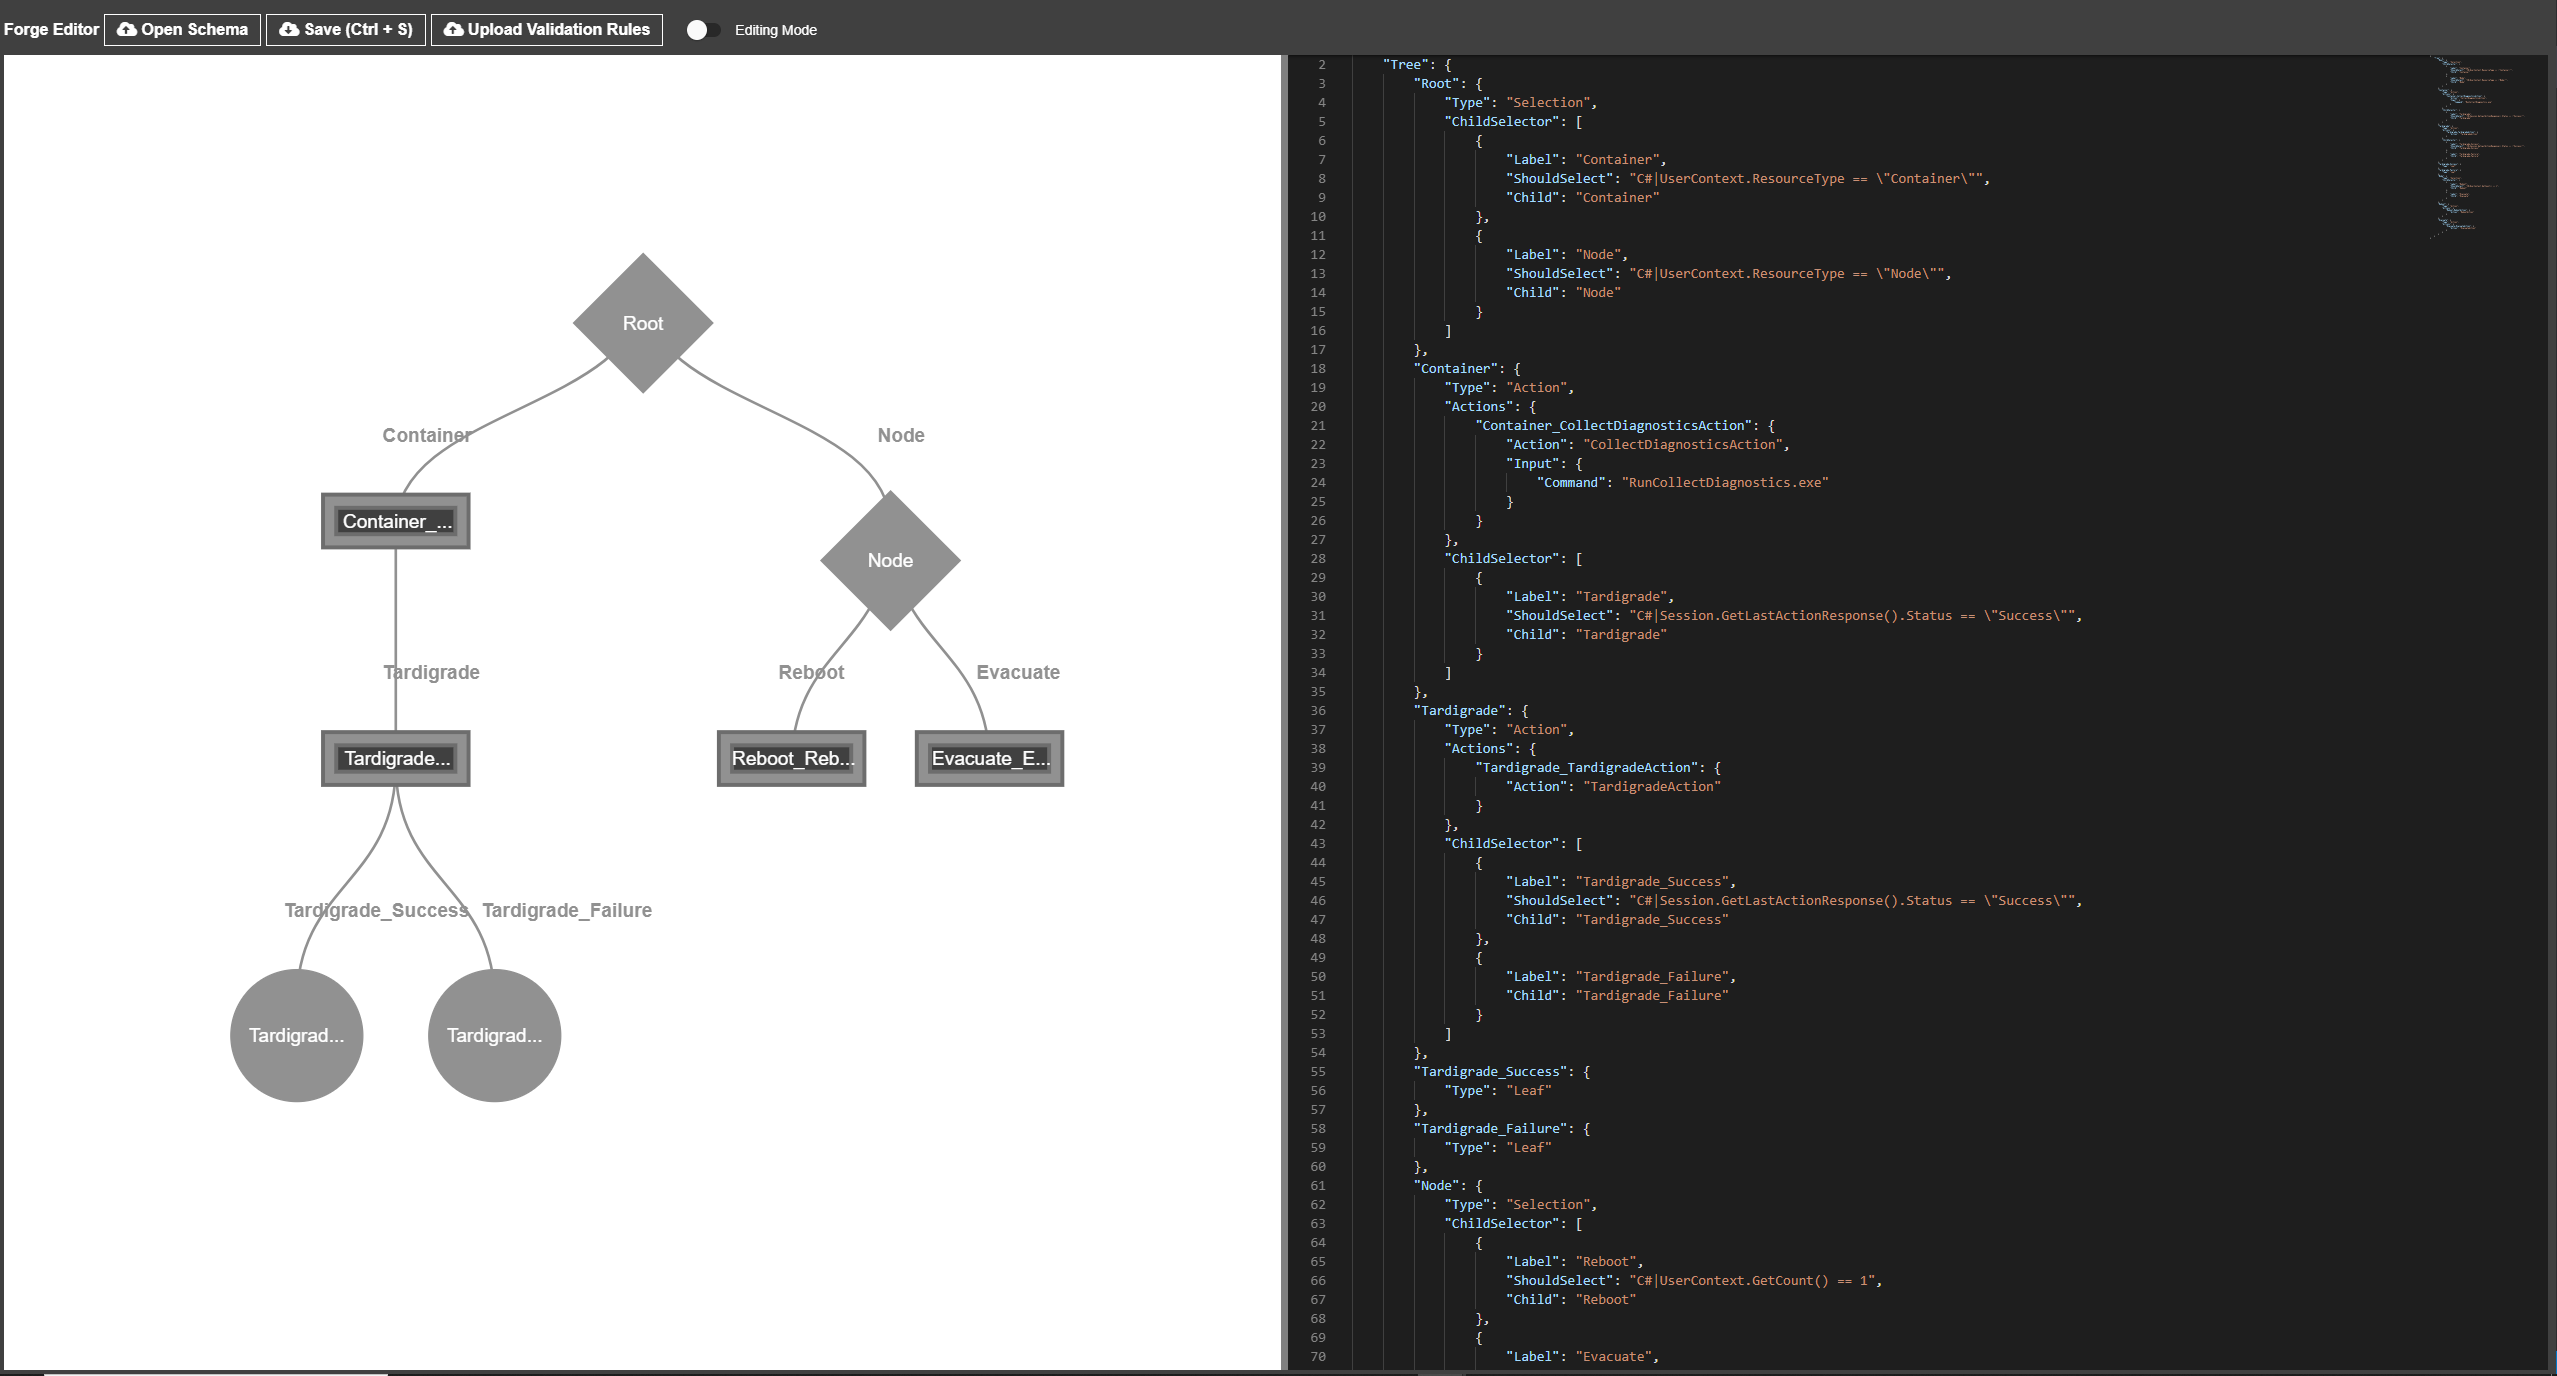 Forge Editor Open Schema Save (Ctrl + S) Upload Validation Rules Editing Mode
Root
Container Node
Container_...
Node
Tardigrade Reboot Evacuate
Tardigrade... Reboot_Reb... Evacuate_E...
Tardigrade_Success Tardigrade_Failure
Tardigrad... Tardigrad...
2 "Tree": {
3 "Root": {
4 "Type": "Selection",
5 "ChildSelector": [
6 {
7 "Label": "Container",
8 "ShouldSelect": "C#|UserContext.ResourceType == \"Container\"",
9 "Child": "Container"
10 },
11 {
12 "Label": "Node",
13 "ShouldSelect": "C#|UserContext.ResourceType == \"Node\"",
14 "Child": "Node"
15 }
16 ]
17 },
18 "Container": {
19 "Type": "Action",
20 "Actions": {
21 "Container_CollectDiagnosticsAction": {
22 "Action": "CollectDiagnosticsAction",
23 "Input": {
24 "Command": "RunCollectDiagnostics.exe"
25 }
26 }
27 },
28 "ChildSelector": [
29 {
30 "Label": "Tardigrade",
31 "ShouldSelect": "C#|Session.GetLastActionResponse().Status == \"Success\"",
32 "Child": "Tardigrade"
33 }
34 ]
35 },
36 "Tardigrade": {
37 "Type": "Action",
38 "Actions": {
39 "Tardigrade_TardigradeAction": {
40 "Action": "TardigradeAction"
41 }
42 },
43 "ChildSelector": [
44 {
45 "Label": "Tardigrade_Success",
46 "ShouldSelect": "C#|Session.GetLastActionResponse().Status == \"Success\"",
47 "Child": "Tardigrade_Success"
48 },
49 {
50 "Label": "Tardigrade_Failure",
51 "Child": "Tardigrade_Failure"
52 }
53 ]
54 },
55 "Tardigrade_Success": {
56 "Type": "Leaf"
57 },
58 "Tardigrade_Failure": {
59 "Type": "Leaf"
60 },
61 "Node": {
62 "Type": "Selection",
63 "ChildSelector": [
64 {
65 "Label": "Reboot",
66 "ShouldSelect": "C#|UserContext.GetCount() == 1",
67 "Child": "Reboot"
68 },
69 {
70 "Label": "Evacuate",